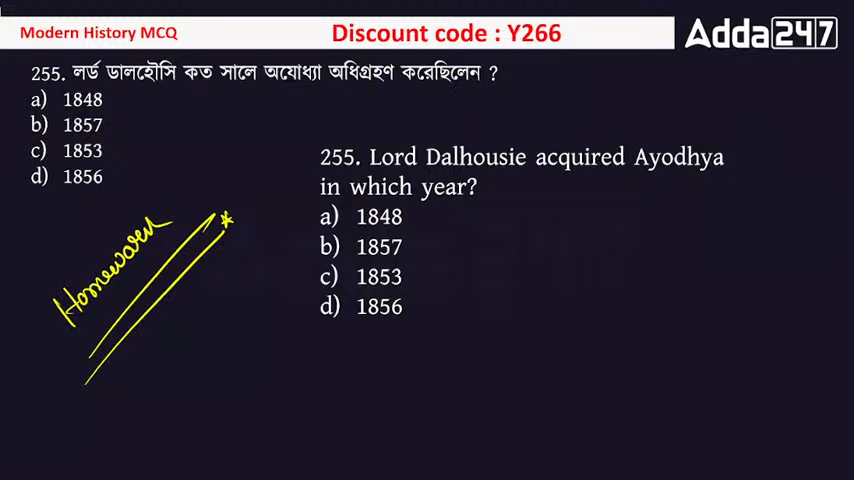 Modern History MCQ
Discount code : Y266
Adda247
255. লর্ড ডালহৌসি কত সালে অযোধ্যা অধিগ্রহণ করেছিলেন ?
a) 1848
b) 1857
c) 1853
d) 1856
255. Lord Dalhousie acquired Ayodhya
in which year?
a) 1848
b) 1857
c) 1853
d) 1856